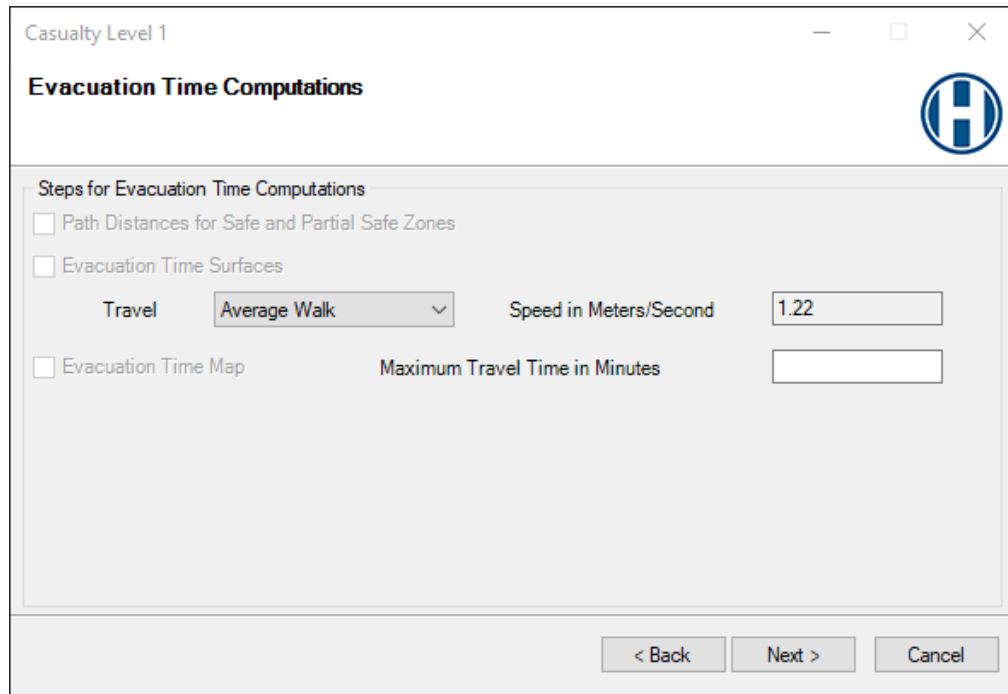 Casualty Level 1
Evacuation Time Computations
Steps for Evacuation Time Computations
Path Distances for Safe and Partial Safe Zones
Evacuation Time Surfaces
Travel Average Walk Speed in Meters/Second 1.22
Evacuation Time Map Maximum Travel Time in Minutes
< Back Next > Cancel